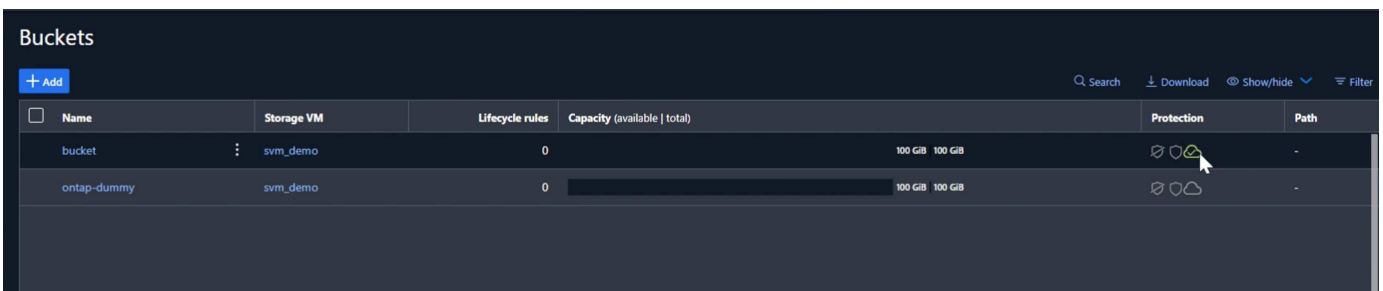 Buckets
+ Add Search Download Show/hide Filter
Name Storage VM Lifecycle rules Capacity (available | total) Protection Path
bucket svm_demo 0 100 GiB 100 GiB -
ontap-dummy svm_demo 0 100 GiB 100 GiB -